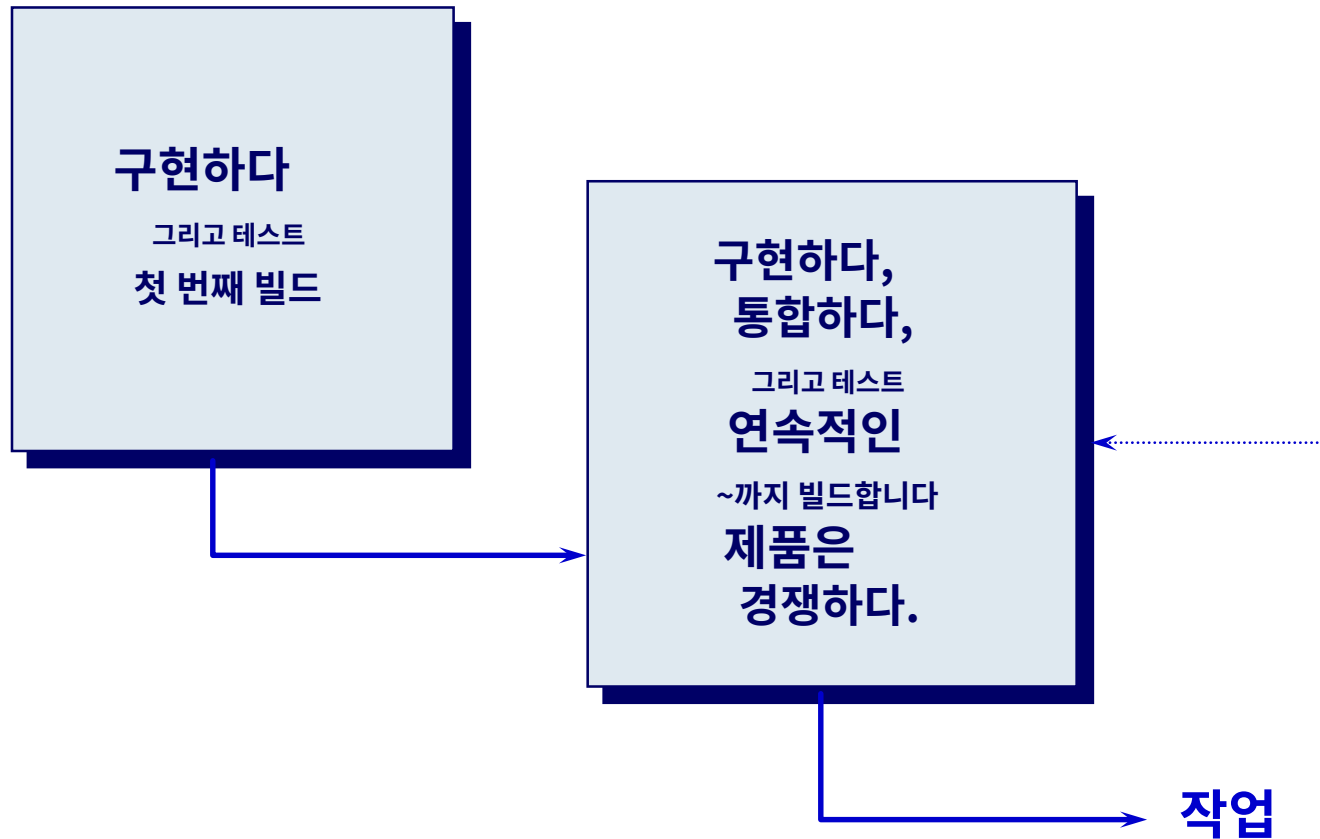 구현하다
그리고 테스트
첫 번째 빌드
구현하다,
통합하다,
그리고 테스트
연속적인
~까지 빌드합니다
제품은
경쟁하다.
작업